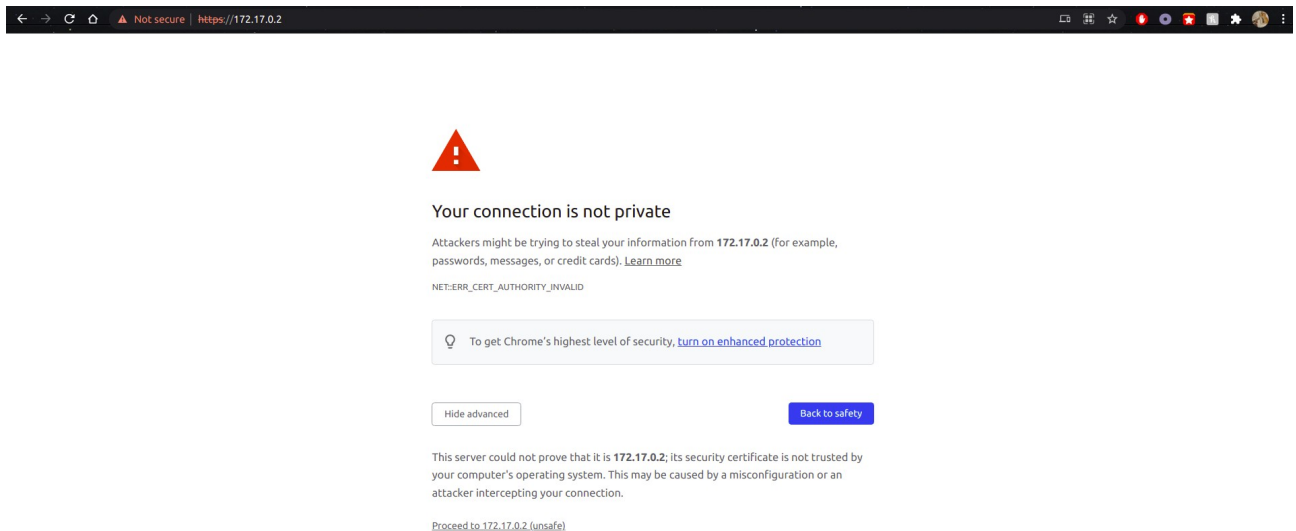 Not secure | https://172.17.0.2
Your connection is not private
Attackers might be trying to steal your information from 172.17.0.2 (for example,
passwords, messages, or credit cards). Learn more
NET::ERR_CERT_AUTHORITY_INVALID
To get Chrome's highest level of security, turn on enhanced protection
Hide advanced
Back to safety
This server could not prove that it is 172.17.0.2; its security certificate is not trusted by
your computer's operating system. This may be caused by a misconfiguration or an
attacker intercepting your connection.
Proceed to 172.17.0.2 (unsafe)